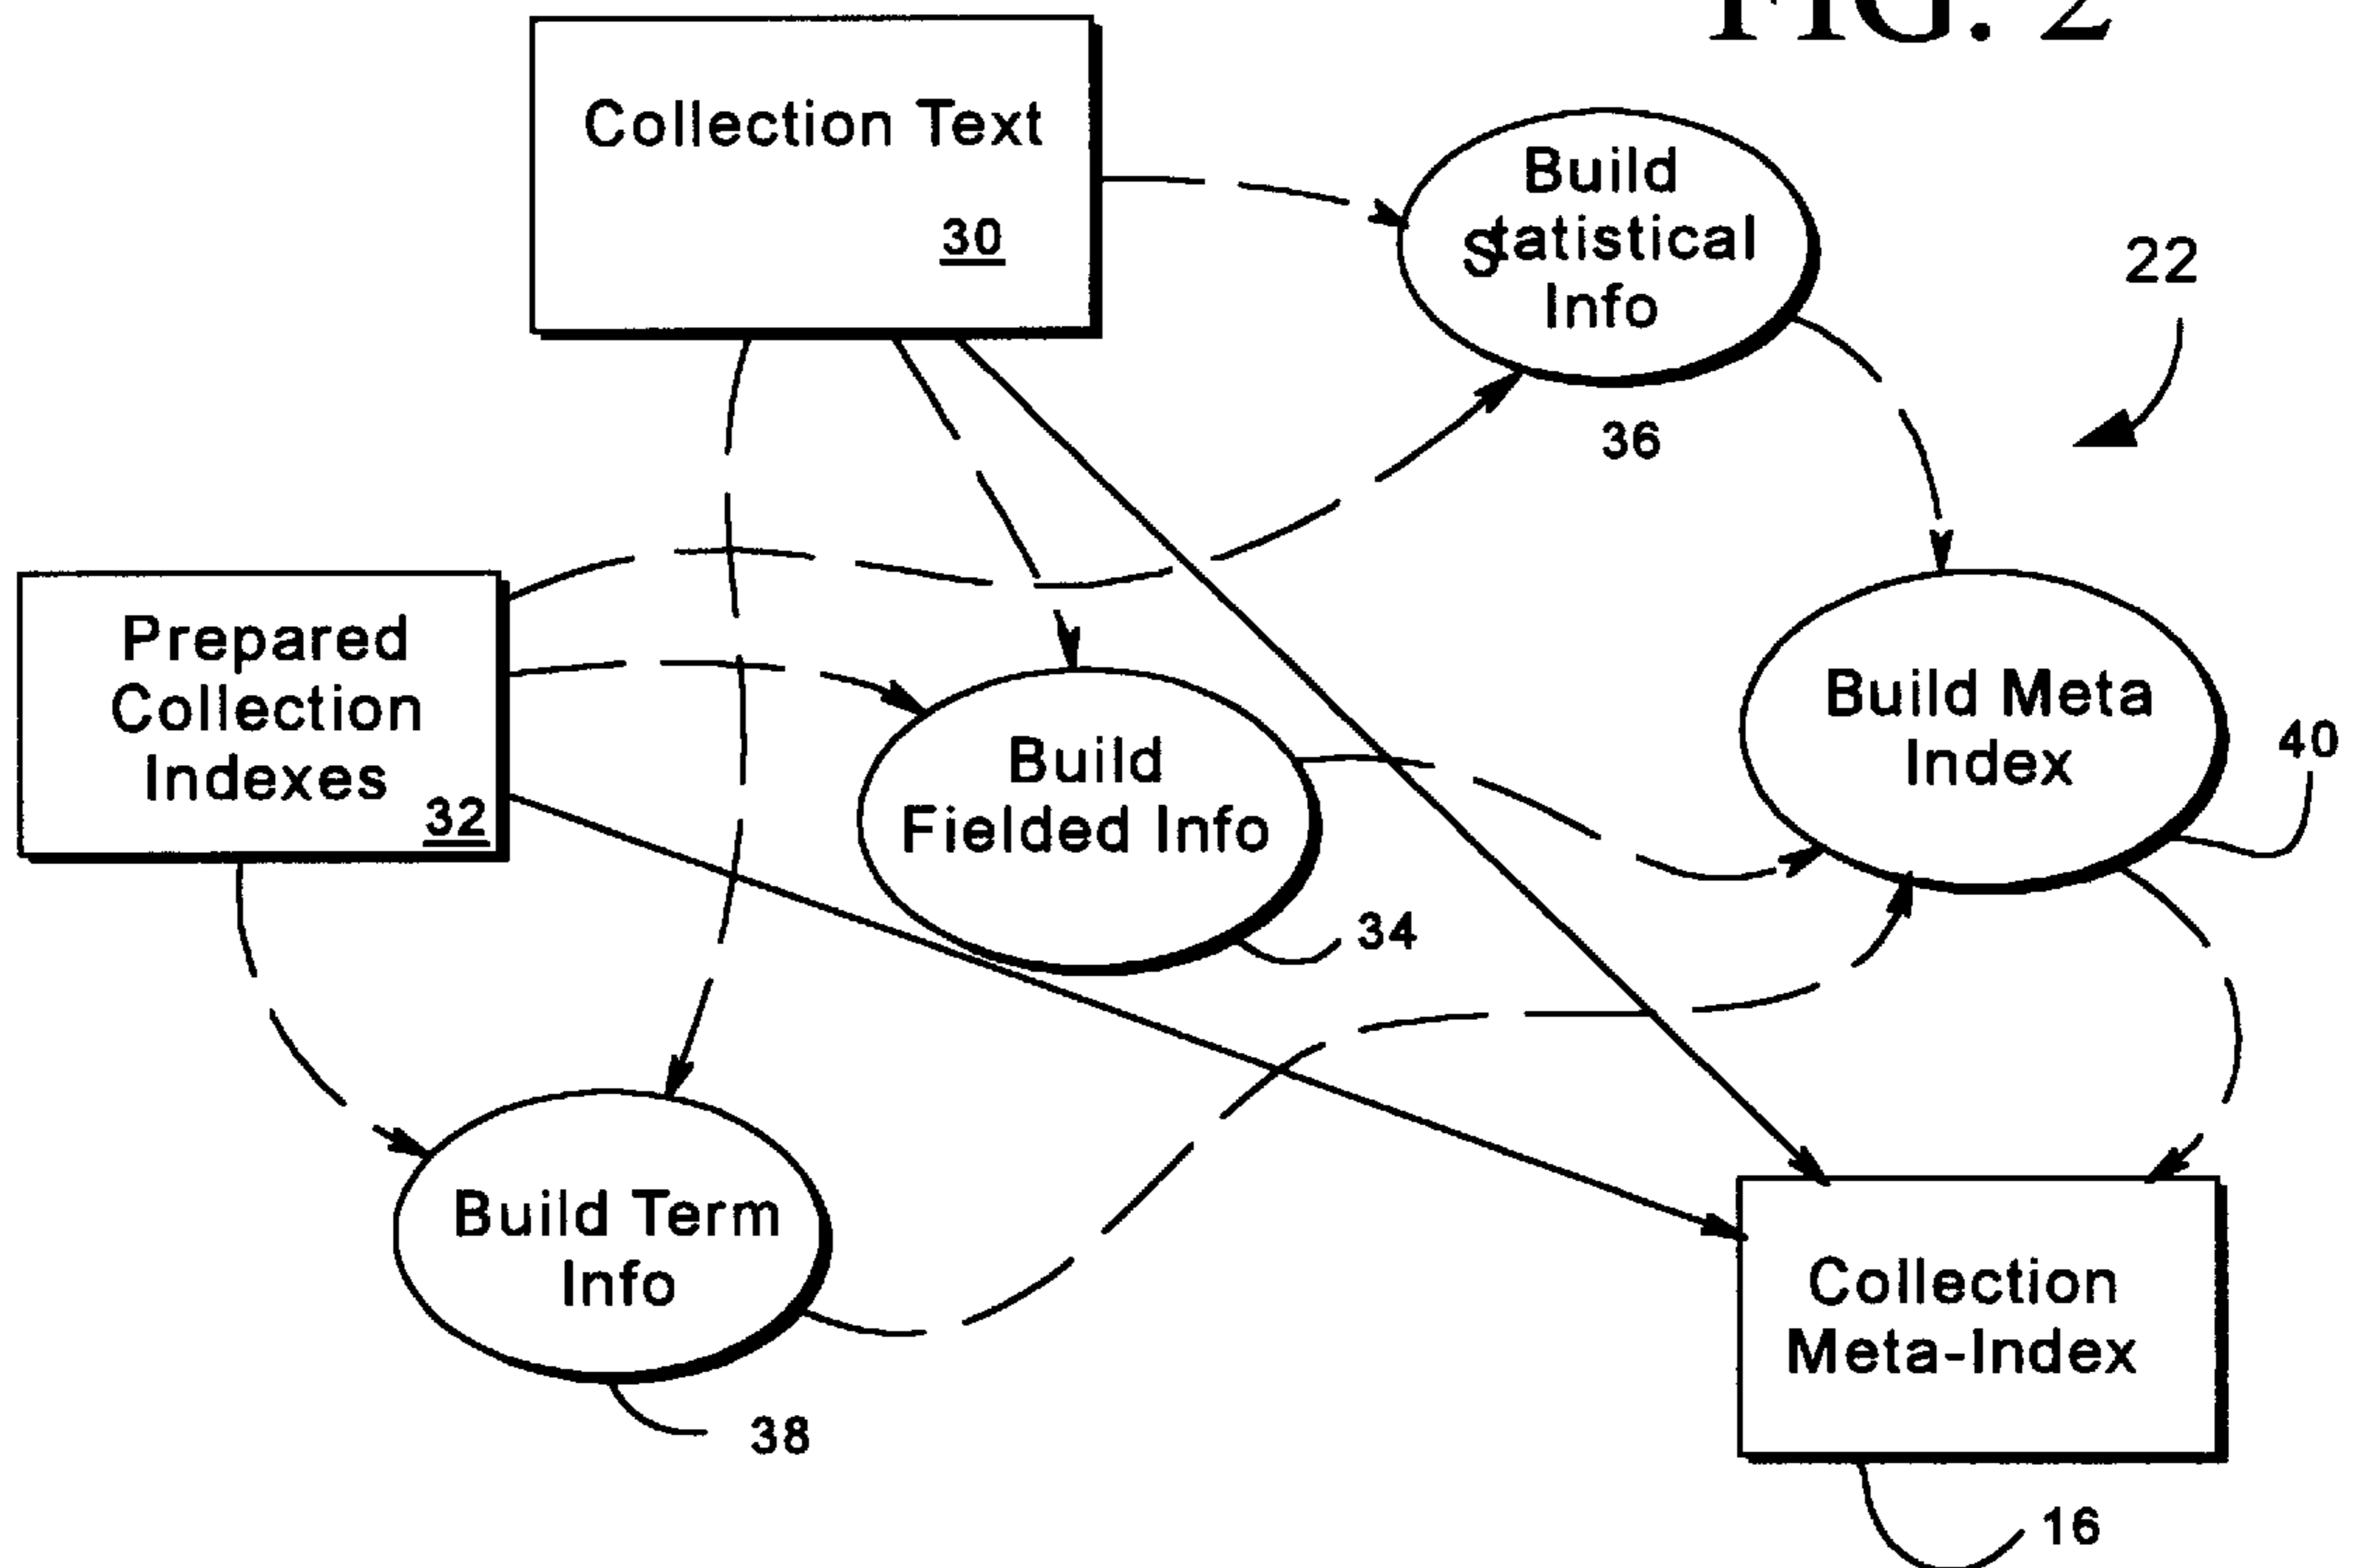 FIG. 2
Collection Text
30
Build
Statistical
Info
36
22
Prepared
Collection
Indexes
32
Build
Fielded Info
34
Build Meta
Index
40
Build Term
Info
38
Collection
Meta-Index
16